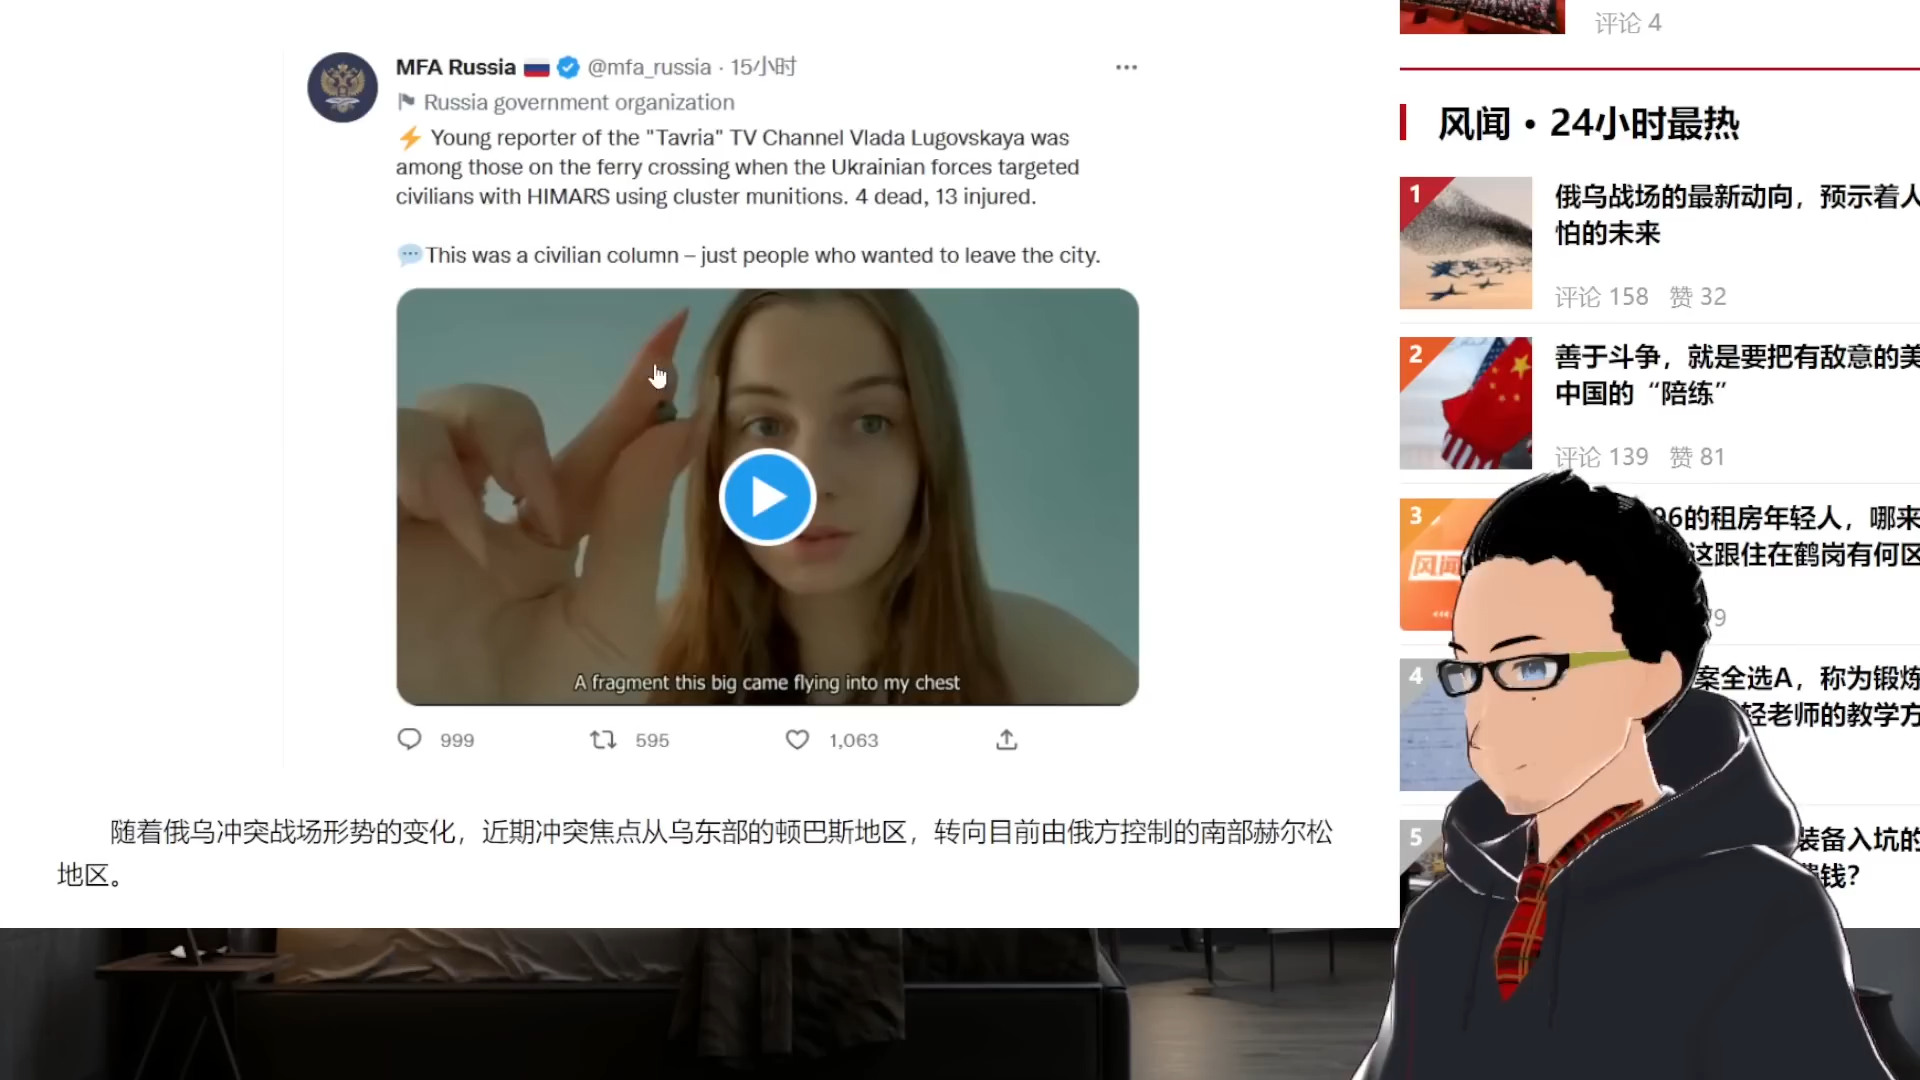 MFA Russia @mfa_russia · 15小时
Russia government organization
Young reporter of the "Tavria" TV Channel Vlada Lugovskaya was
among those on the ferry crossing when the Ukrainian forces targeted
civilians with HIMARS using cluster munitions. 4 dead, 13 injured.
This was a civilian column – just people who wanted to leave the city.
A fragment this big came flying into my chest
999 595 1,063
随着俄乌冲突战场形势的变化，近期冲突焦点从乌东部的顿巴斯地区，转向目前由俄方控制的南部赫尔松
地区。
评论 4
风闻·24小时最热
1
俄乌战场的最新动向，预示着人
怕的未来
评论 158 赞 32
2
善于斗争，就是要把有敌意的美
中国的“陪练”
评论 139 赞 81
3
风闻
96的租房年轻人，哪来
这跟住在鹤岗有何区
79
4
案全选A，称为锻炼
轻老师的教学方
5
装备入坑的
钱？